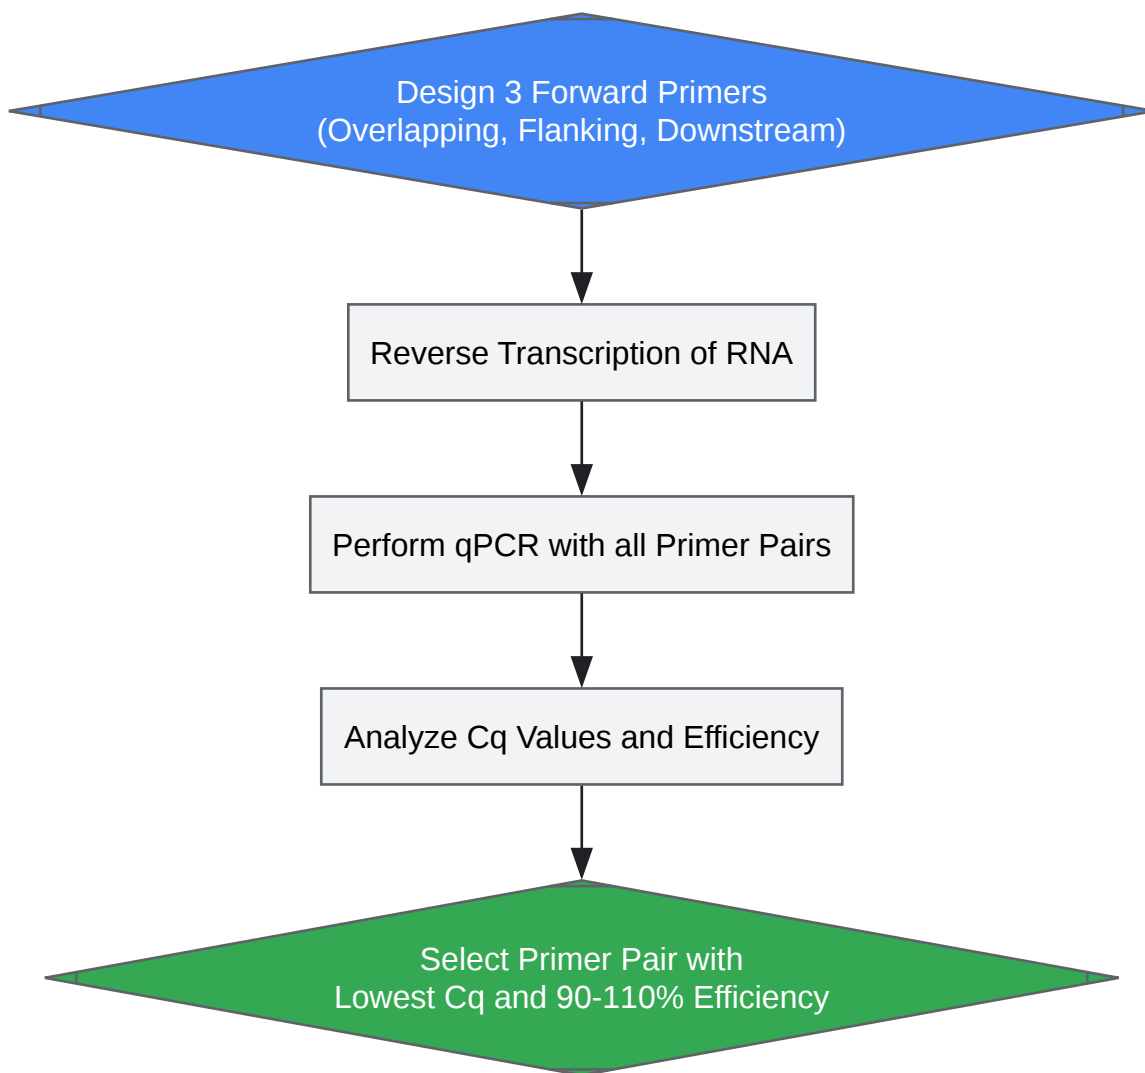 Design 3 Forward Primers
(Overlapping, Flanking, Downstream)
Reverse Transcription of RNA
Perform qPCR with all Primer Pairs
Analyze Cq Values and Efficiency
Select Primer Pair with
Lowest Cq and 90-110% Efficiency